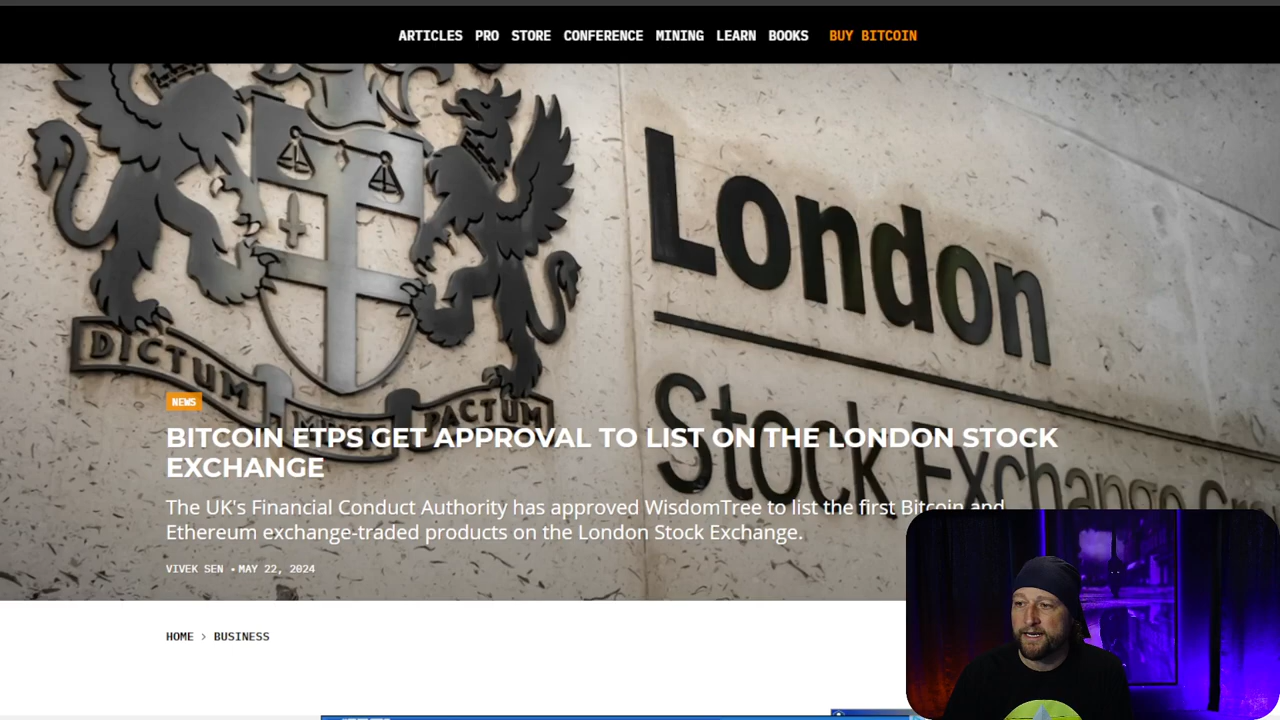 ARTICLES PRO STORE CONFERENCE MINING LEARN BOOKS BUY BITCOIN
London
Stock Exchange
DICTUM
PACTUM
NEWS
BITCOIN ETPS GET APPROVAL TO LIST ON THE LONDON STOCK
EXCHANGE
The UK's Financial Conduct Authority has approved WisdomTree to list the first Bitcoin and
Ethereum exchange-traded products on the London Stock Exchange.
VIVEK SEN • MAY 22, 2024
HOME > BUSINESS